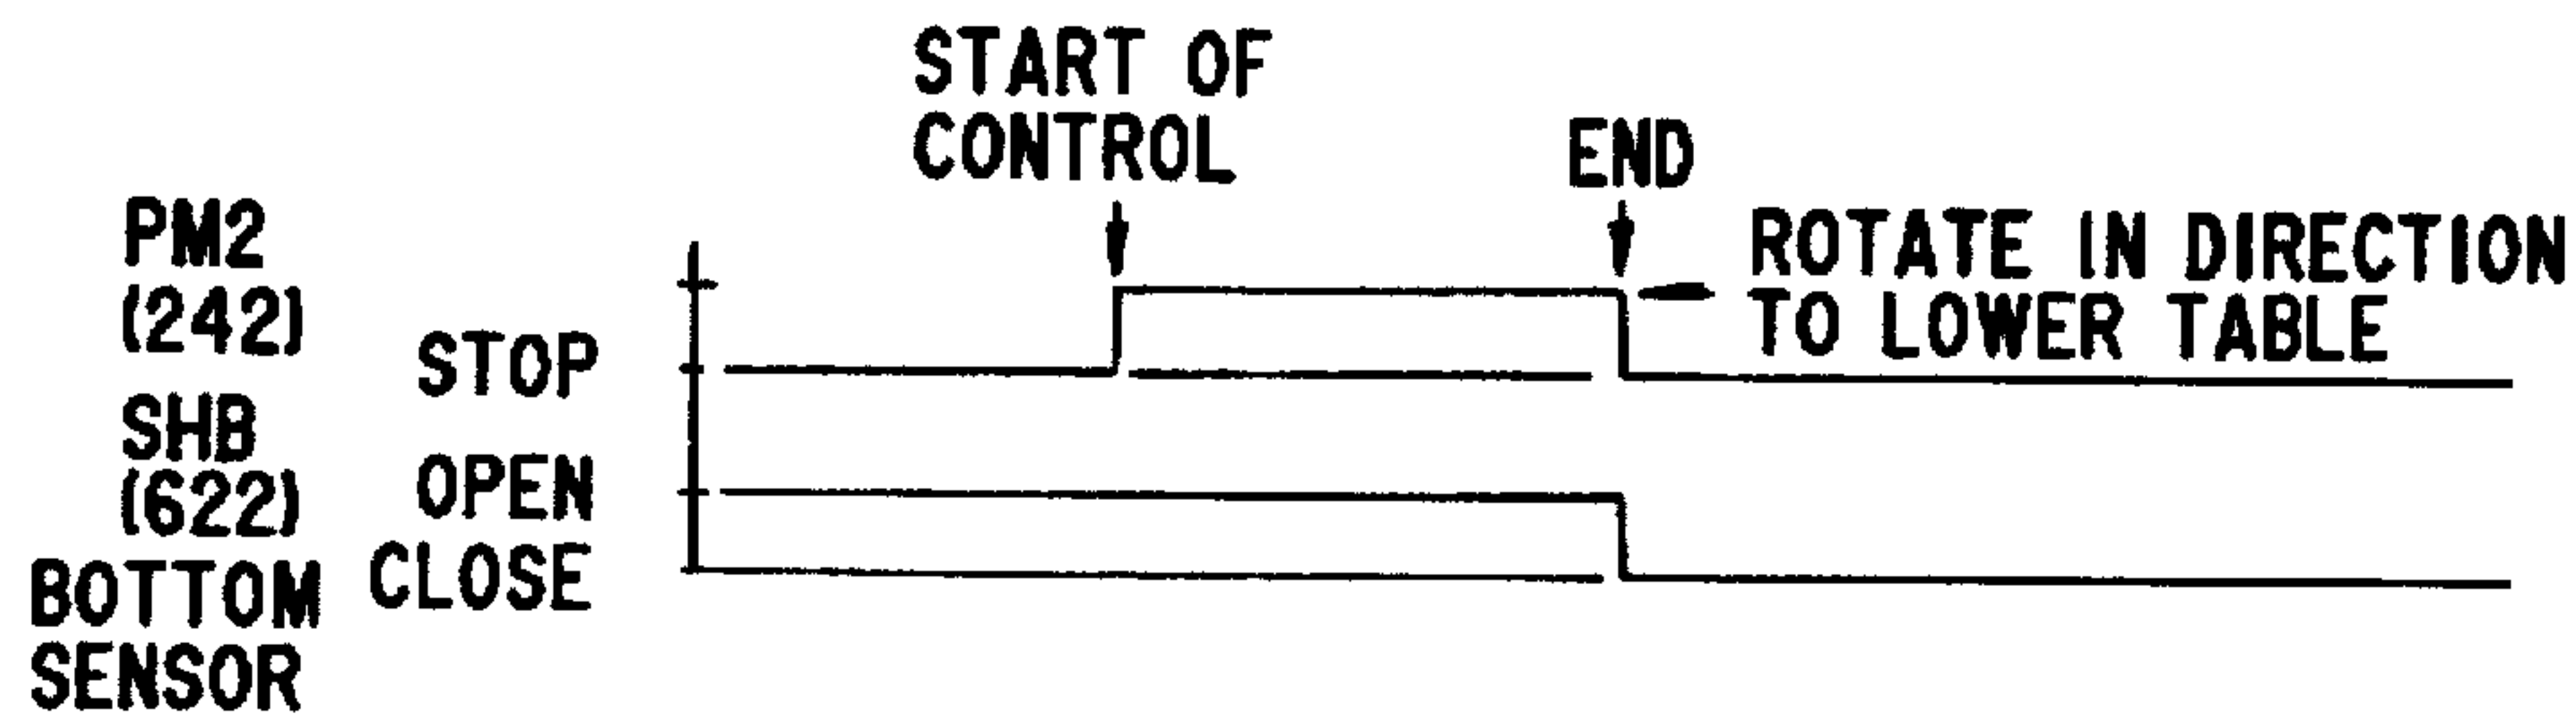 START OF
CONTROL
END
PM2
(242)
ROTATE IN DIRECTION
TO LOWER TABLE
STOP
SHB
(622)
OPEN
CLOSE
BOTTOM
SENSOR